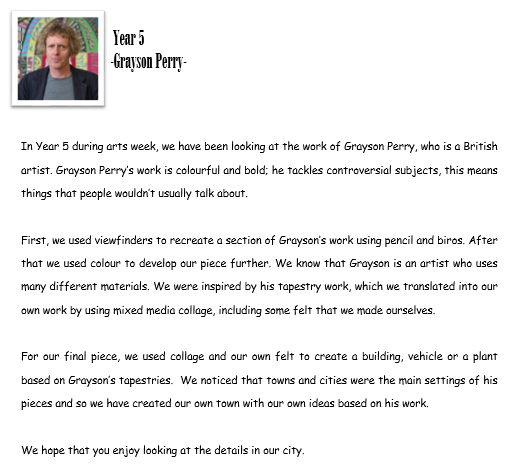 Year 5
-Grayson Perry-
In Year 5 during arts week, we have been looking at the work of Grayson Perry, who is a British
artist. Grayson Perry's work is colourful and bold; he tackles controversial subjects, this means
things that people wouldn't usually talk about.
First, we used viewfinders to recreate a section of Grayson's work using pencil and biros. After
that we used colour to develop our piece further. We know that Grayson is an artist who uses
many different materials. We were inspired by his tapestry work, which we translated into our
own work by using mixed media collage, including some felt that we made ourselves.
For our final piece, we used collage and our own felt to create a building, vehicle or a plant
based on Grayson's tapestries.  We noticed that towns and cities were the main settings of his
pieces and so we have created our own town with our own ideas based on his work.
We hope that you enjoy looking at the details in our city.